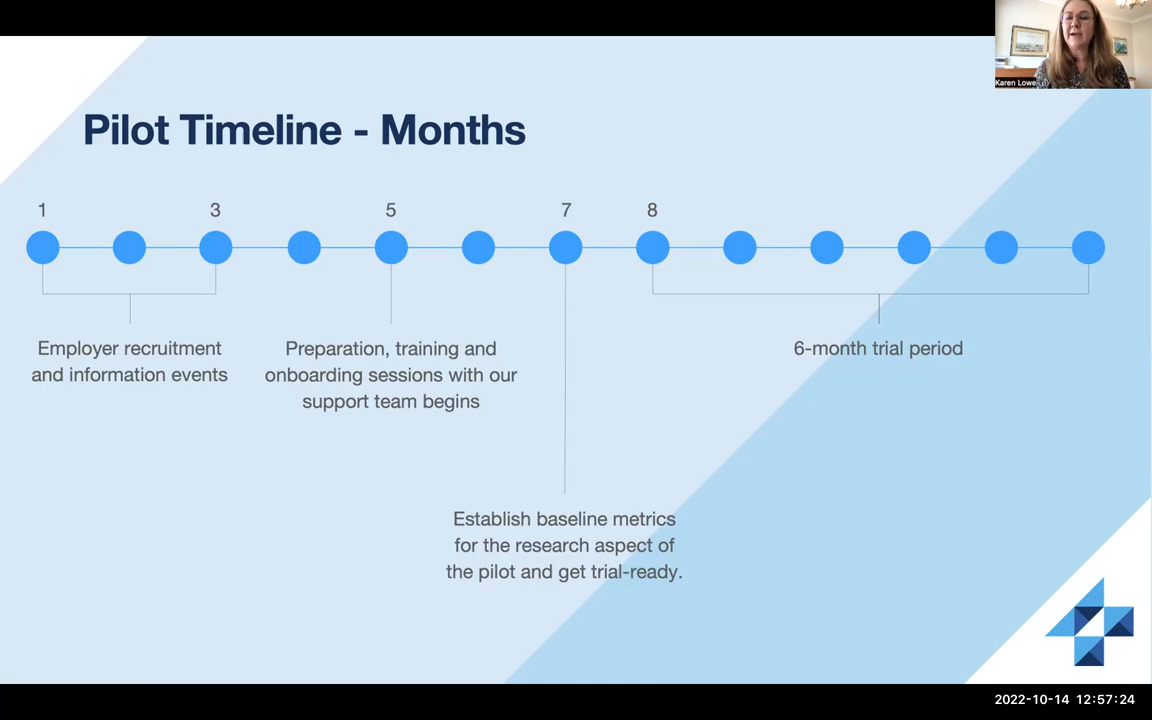 Karen Lowe
Pilot Timeline - Months
1 3 5 7 8
Employer recruitment
and information events
Preparation, training and
onboarding sessions with our
support team begins
Establish baseline metrics
for the research aspect of
the pilot and get trial-ready.
6-month trial period
2022-10-14 12:57:24